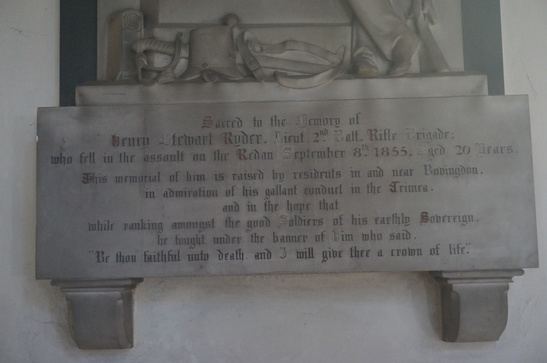 Sacred to the Memory of
Henry Stewart Ryder, Lieut. 2nd Batt. Rifle Brigade;
who fell in the assault on the Redan September 8th 1855, aged 20 Years.
This memorial of him is raised by residents in and near Bovingdon,
in admiration of his gallant conduct in the Crimea,
and in the hope that
while ranking amongst the good Soldiers of his earthly Sovereign,
he fought under the banner of Him who said,
"Be thou faithful unto death and I will give thee a crown of life."